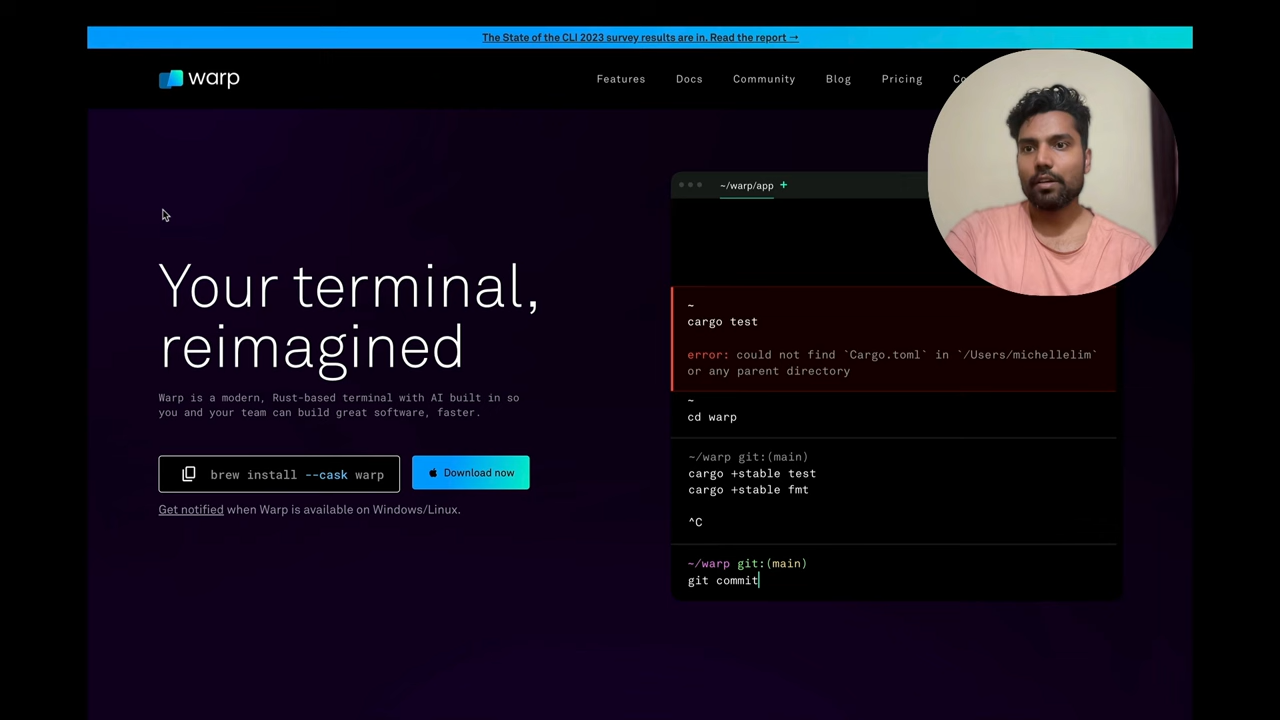 The State of the CLI 2023 survey results are in. Read the report →
warp
Features Docs Community Blog Pricing Co
~/warp/app +
Your terminal,
reimagined
Warp is a modern, Rust-based terminal with AI built in so
you and your team can build great software, faster.
brew install --cask warp
Download now
Get notified when Warp is available on Windows/Linux.
~
cargo test
error: could not find `Cargo.toml` in `/Users/michellelim`
or any parent directory
~
cd warp
~/warp git:(main)
cargo +stable test
cargo +stable fmt
^C
~/warp git:(main)
git commit